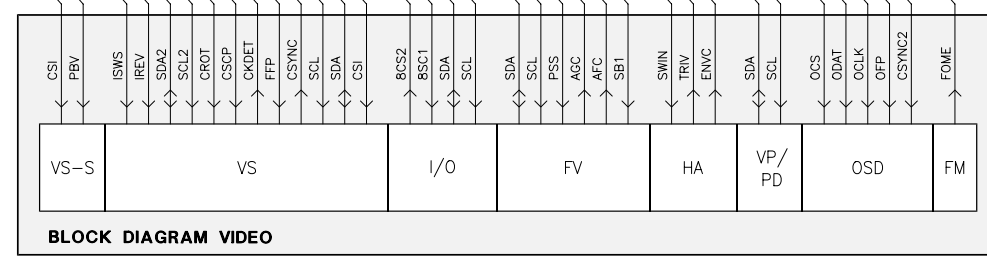 CSI
PBV
ISWS
IREV
SDA2
SCL2
CROT
CSCP
CKDET
FFP
CSYNC
SCL
SDA
CSI
8CS2
8SC1
SDA
SCL
SDA
SCL
PSS
AGC
AFC
SB1
SWIN
TRIV
ENVC
SDA
SCL
OCS
ODAT
OCLK
OFP
CSYNC2
FOME
VS-S
VS
I/O
FV
HA
VP/
PD
OSD
FM
BLOCK DIAGRAM VIDEO